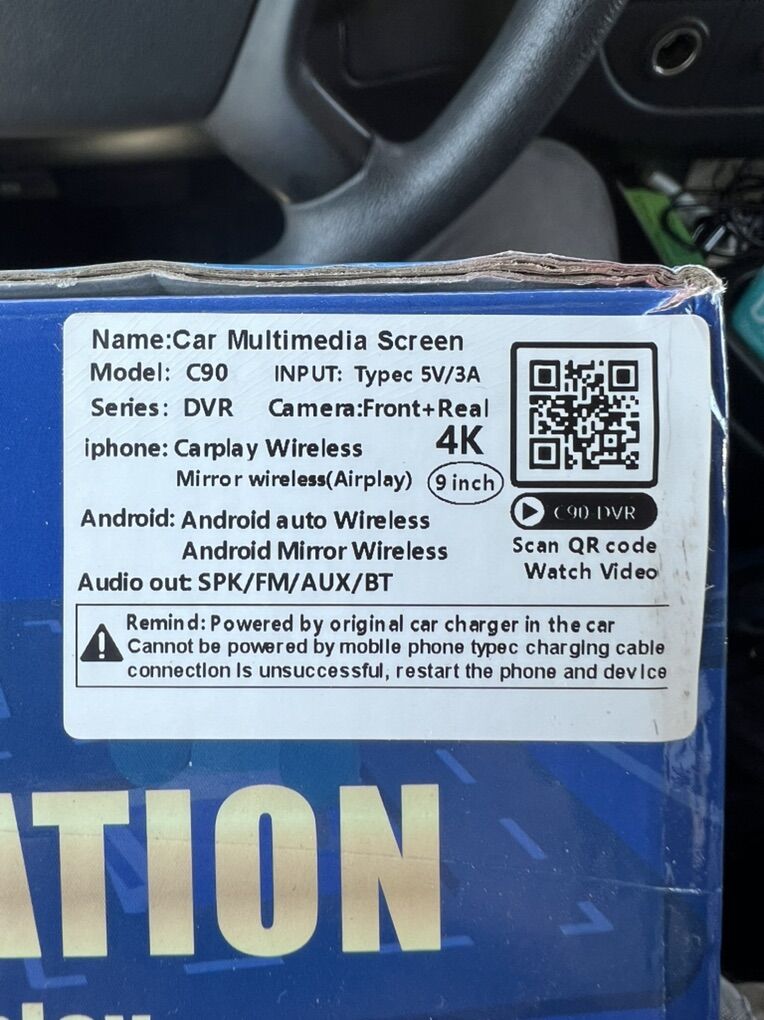 Name:Car Multimedia Screen
Model: C90 INPUT: Typec 5V/3A
Series: DVR Camera:Front+Real
iphone: Carplay Wireless 4K
Mirror wireless(Airplay) 9 inch
Android: Android auto Wireless
Android Mirror Wireless
Audio out: SPK/FM/AUX/BT
C90-DVR
Scan QR code
Watch Video
Remind: Powered by original car charger in the car
Cannot be powered by mobile phone typec charging cable
connection is unsuccessful, restart the phone and device
ATION